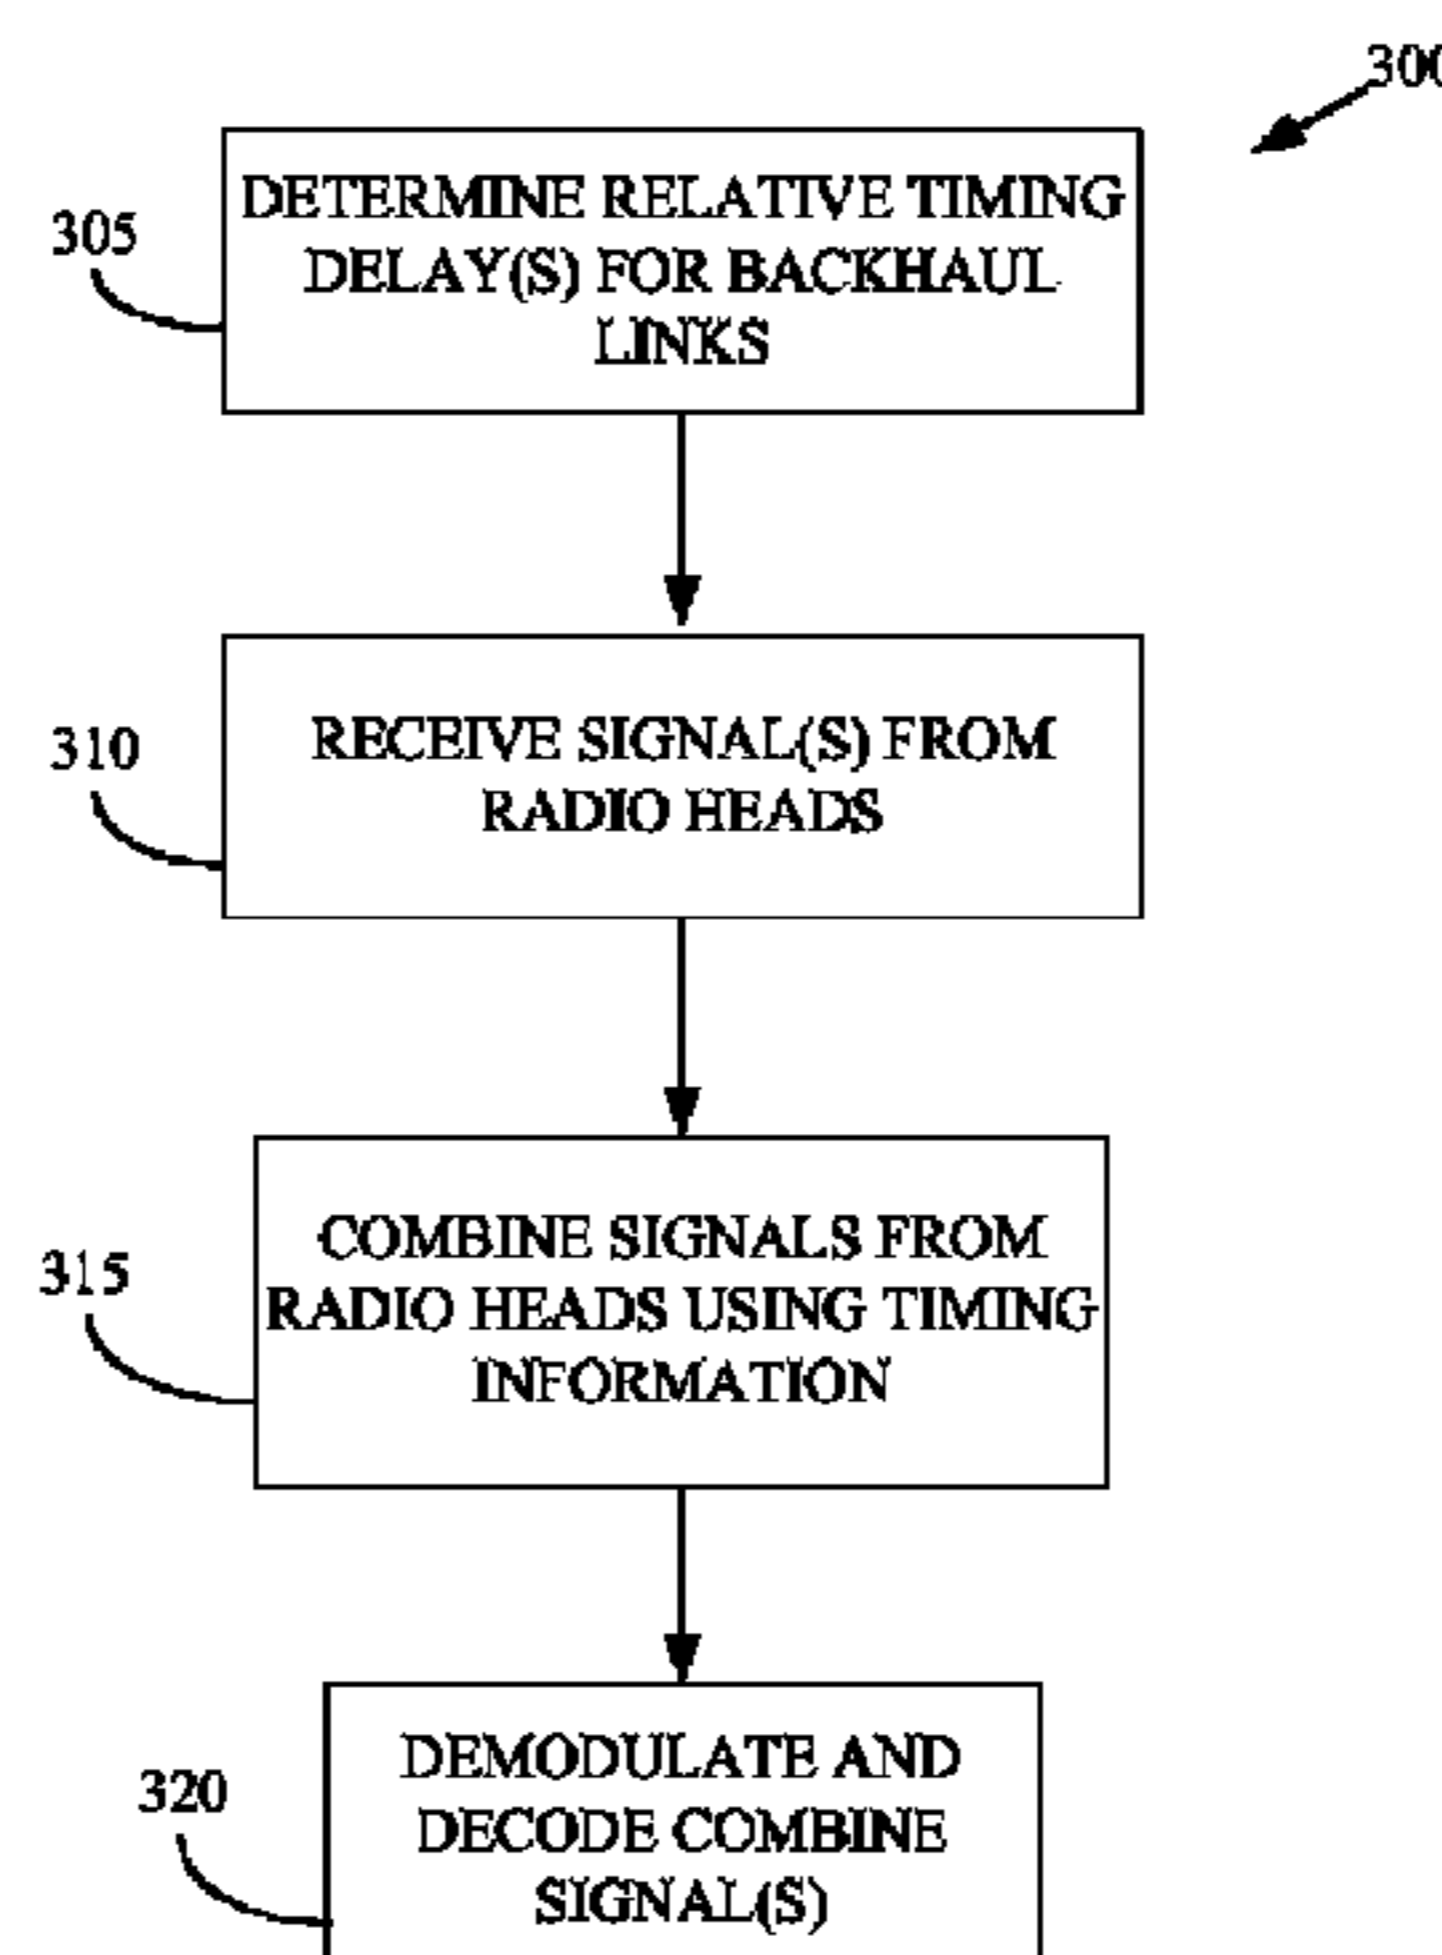 300
DETERMINE RELATIVE TIMING
DELAY(S) FOR BACKHAUL
LINKS
305
RECEIVE SIGNAL(S) FROM
RADIO HEADS
310
COMBINE SIGNALS FROM
RADIO HEADS USING TIMING
INFORMATION
315
DEMODULATE AND
DECODE COMBINE
SIGNAL(S)
320